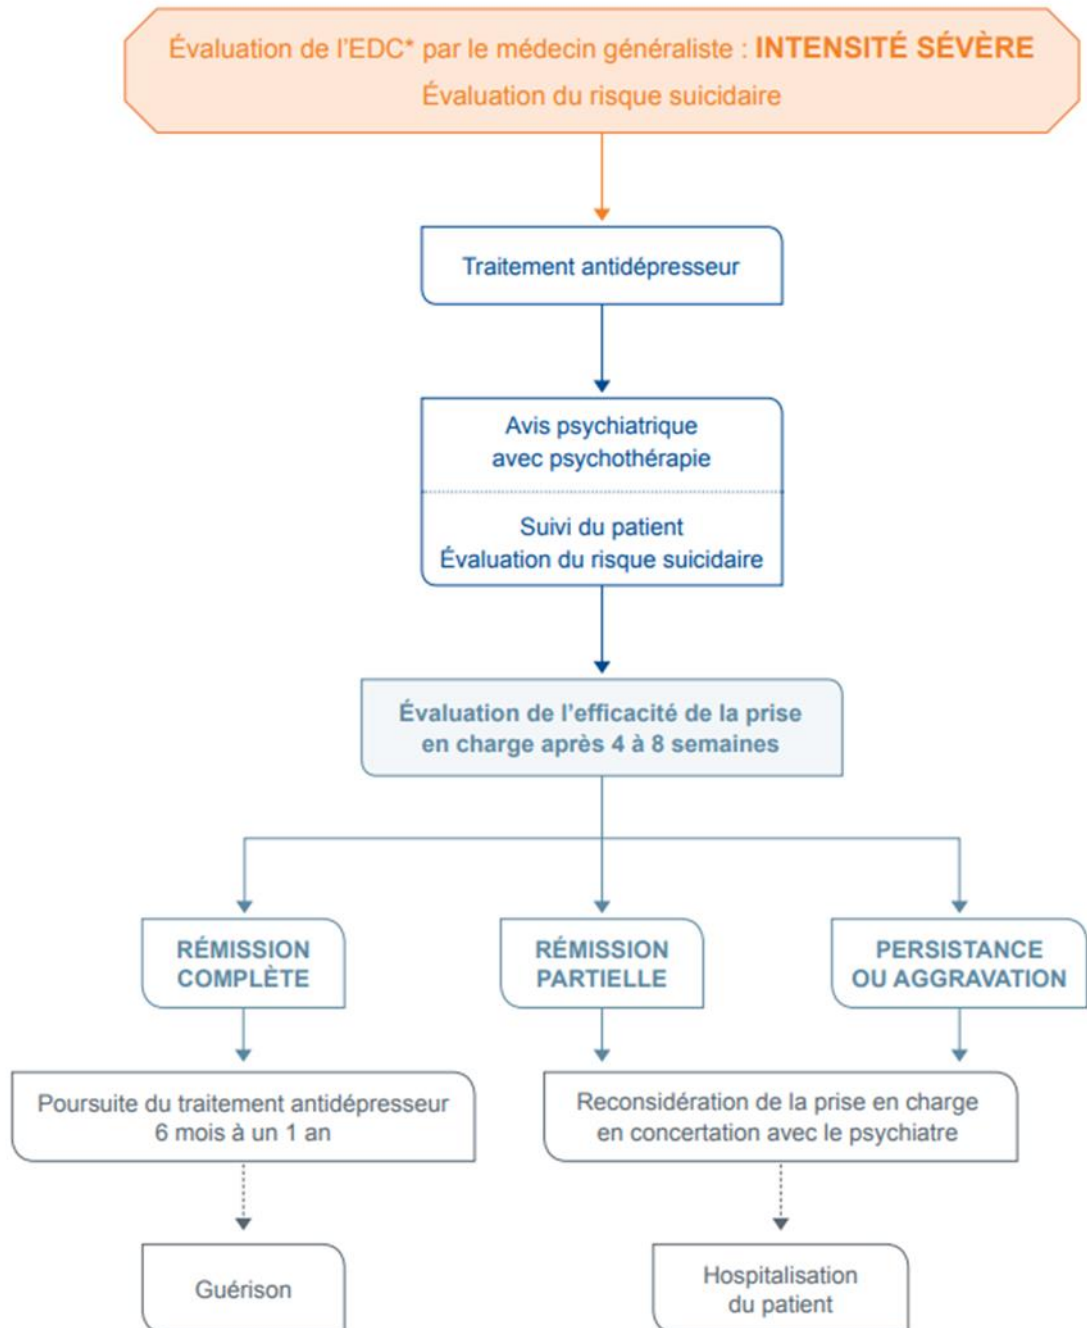 Évaluation de l'EDC* par le médecin généraliste : INTENSITÉ SÉVÈRE
Évaluation du risque suicidaire
Traitement antidépresseur
Avis psychiatrique
avec psychothérapie
Suivi du patient
Évaluation du risque suicidaire
Évaluation de l'efficacité de la prise
en charge après 4 à 8 semaines
RÉMISSION
COMPLÈTE
RÉMISSION
PARTIELLE
PERSISTANCE
OU AGGRAVATION
Poursuite du traitement antidépresseur
6 mois à un 1 an
Reconsidération de la prise en charge
en concertation avec le psychiatre
Guérison
Hospitalisation
du patient